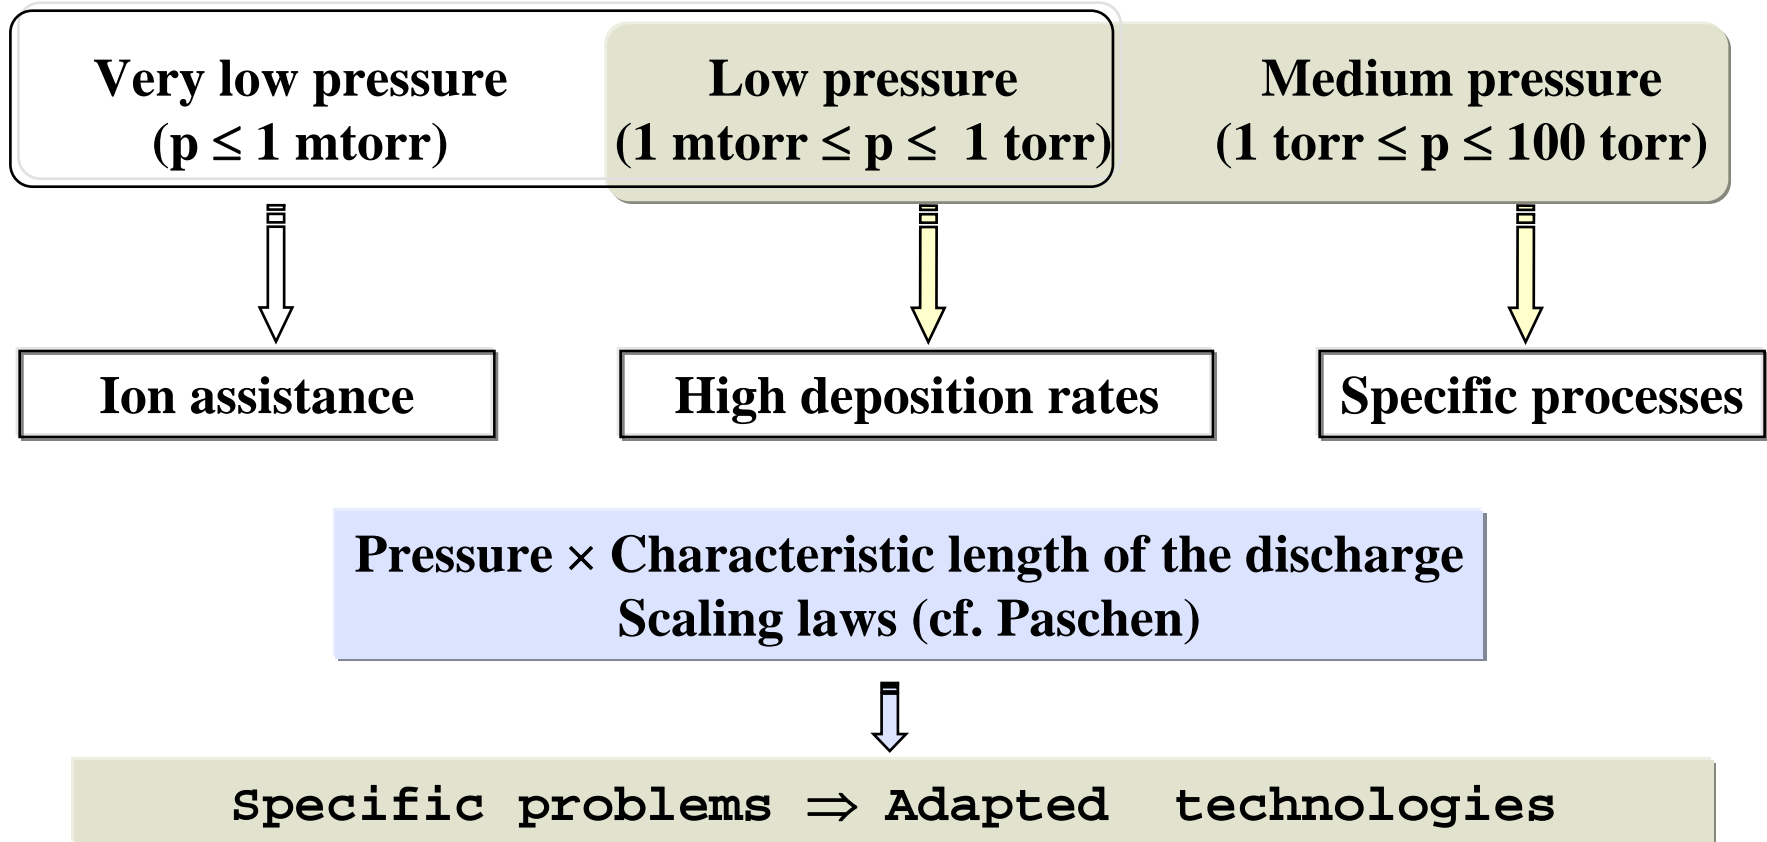 Very low pressure
(p ≤ 1 mtorr)
Low pressure
(1 mtorr ≤ p ≤ 1 torr)
Medium pressure
(1 torr ≤ p ≤ 100 torr)
Ion assistance
High deposition rates
Specific processes
Pressure × Characteristic length of the discharge
Scaling laws (cf. Paschen)
Specific problems ⇒ Adapted technologies